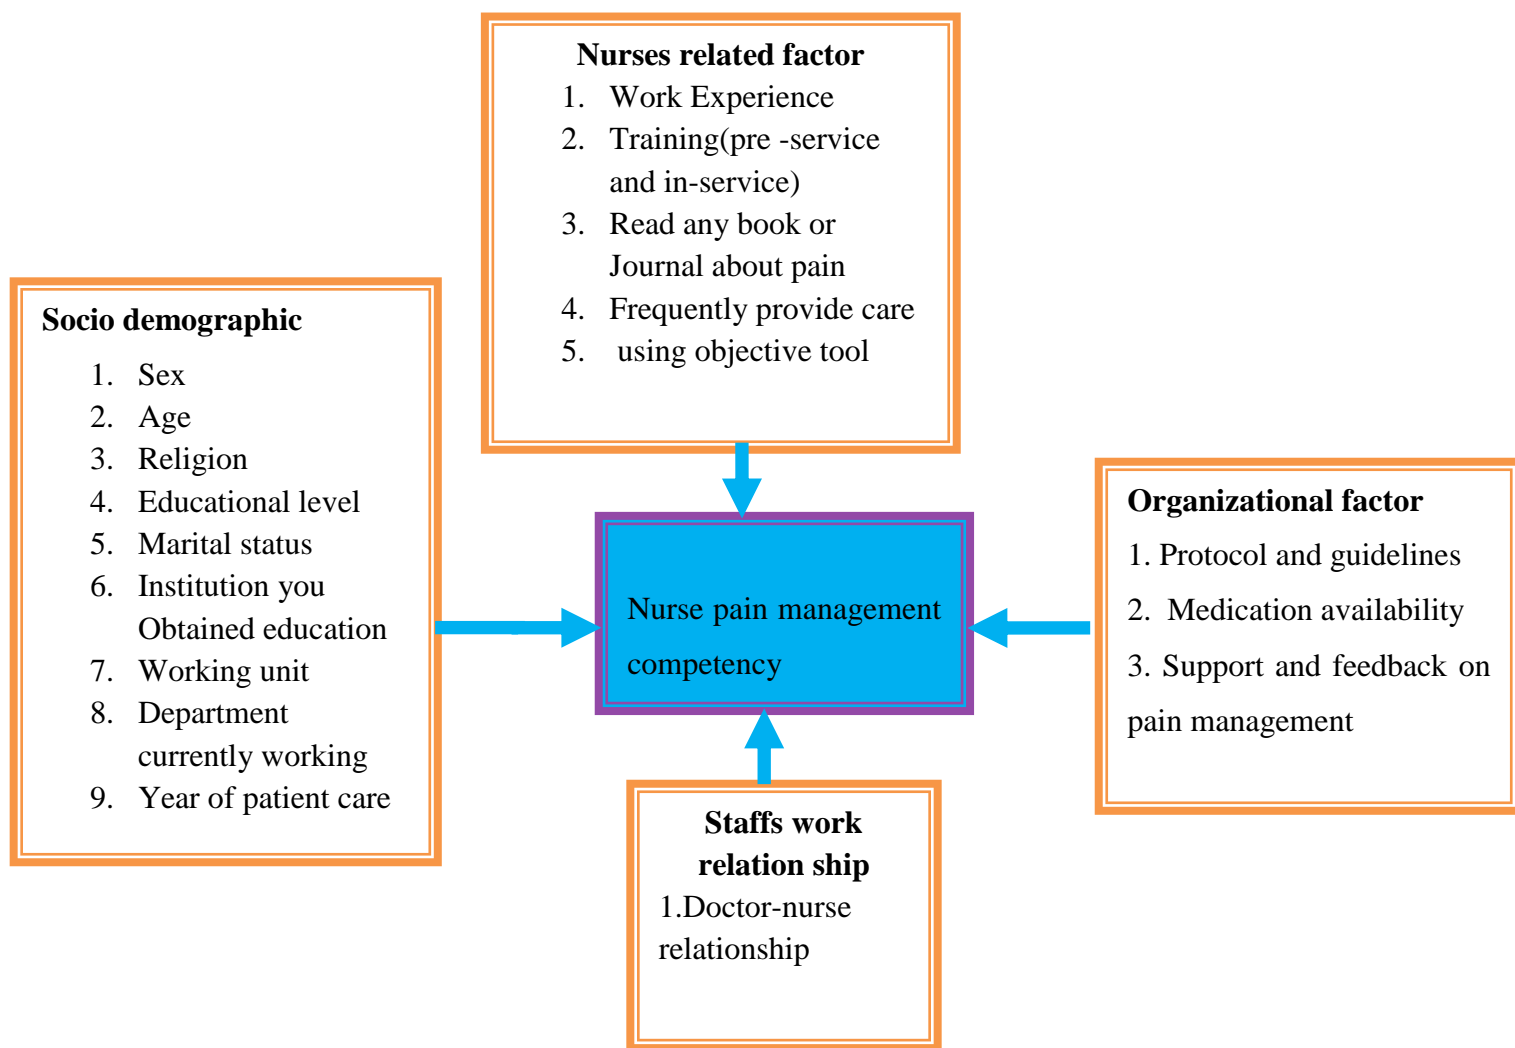 Nurses related factor
1. Work Experience
2. Training(pre -service
and in-service)
3. Read any book or
Journal about pain
4. Frequently provide care
5. using objective tool
Socio demographic
1. Sex
2. Age
3. Religion
4. Educational level
5. Marital status
6. Institution you
Obtained education
7. Working unit
8. Department
currently working
9. Year of patient care
Nurse pain management
competency
Organizational factor
1. Protocol and guidelines
2. Medication availability
3. Support and feedback on
pain management
Staffs work
relation ship
1.Doctor-nurse
relationship